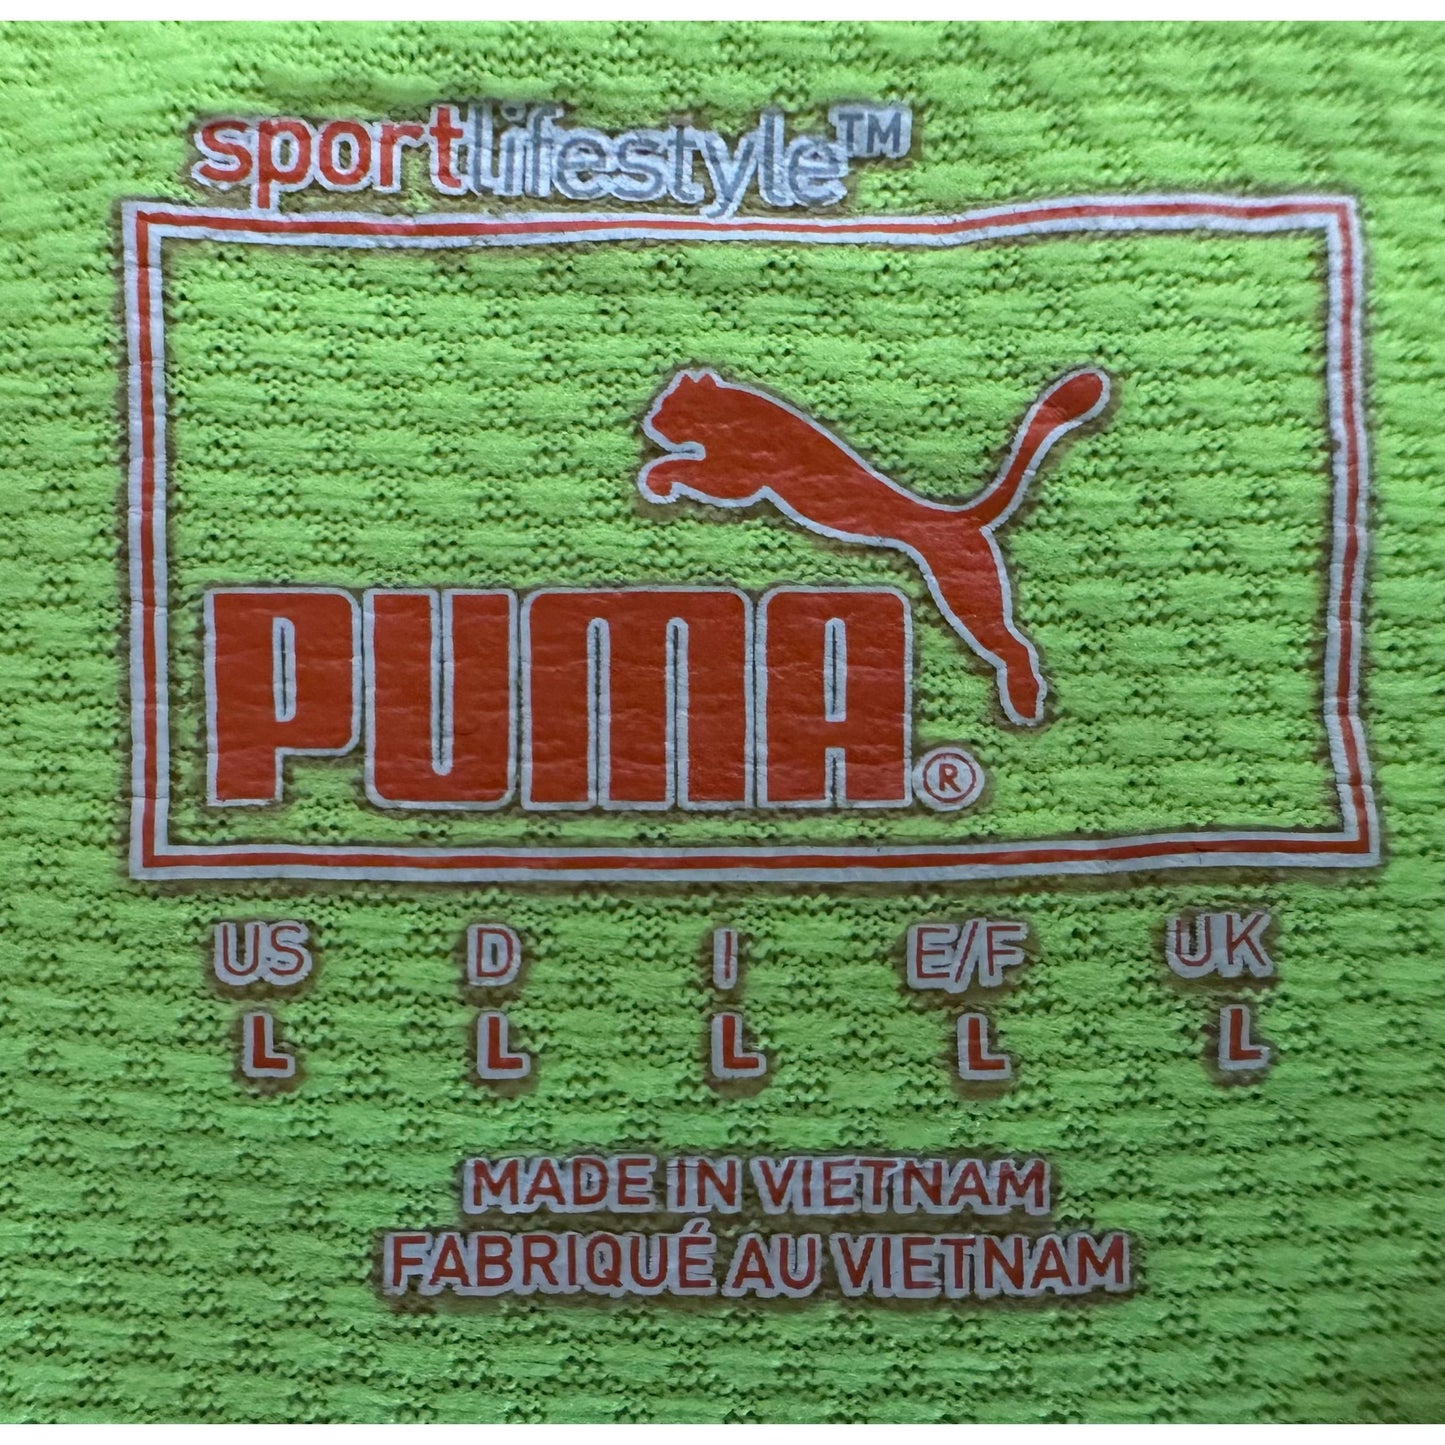 sportlifestyle™
PUMA®
US D I E/F UK
L L L L L
MADE IN VIETNAM
FABRIQUÉ AU VIETNAM